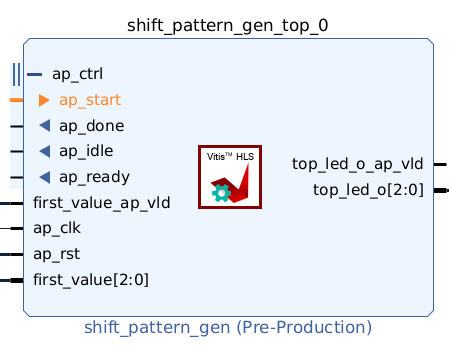 shift_pattern_gen_top_0
ap_ctrl
ap_start
ap_done
ap_idle
ap_ready
first_value_ap_vld
ap_clk
ap_rst
first_value[2:0]
Vitis™ HLS
top_led_o_ap_vld
top_led_o[2:0]
shift_pattern_gen (Pre-Production)